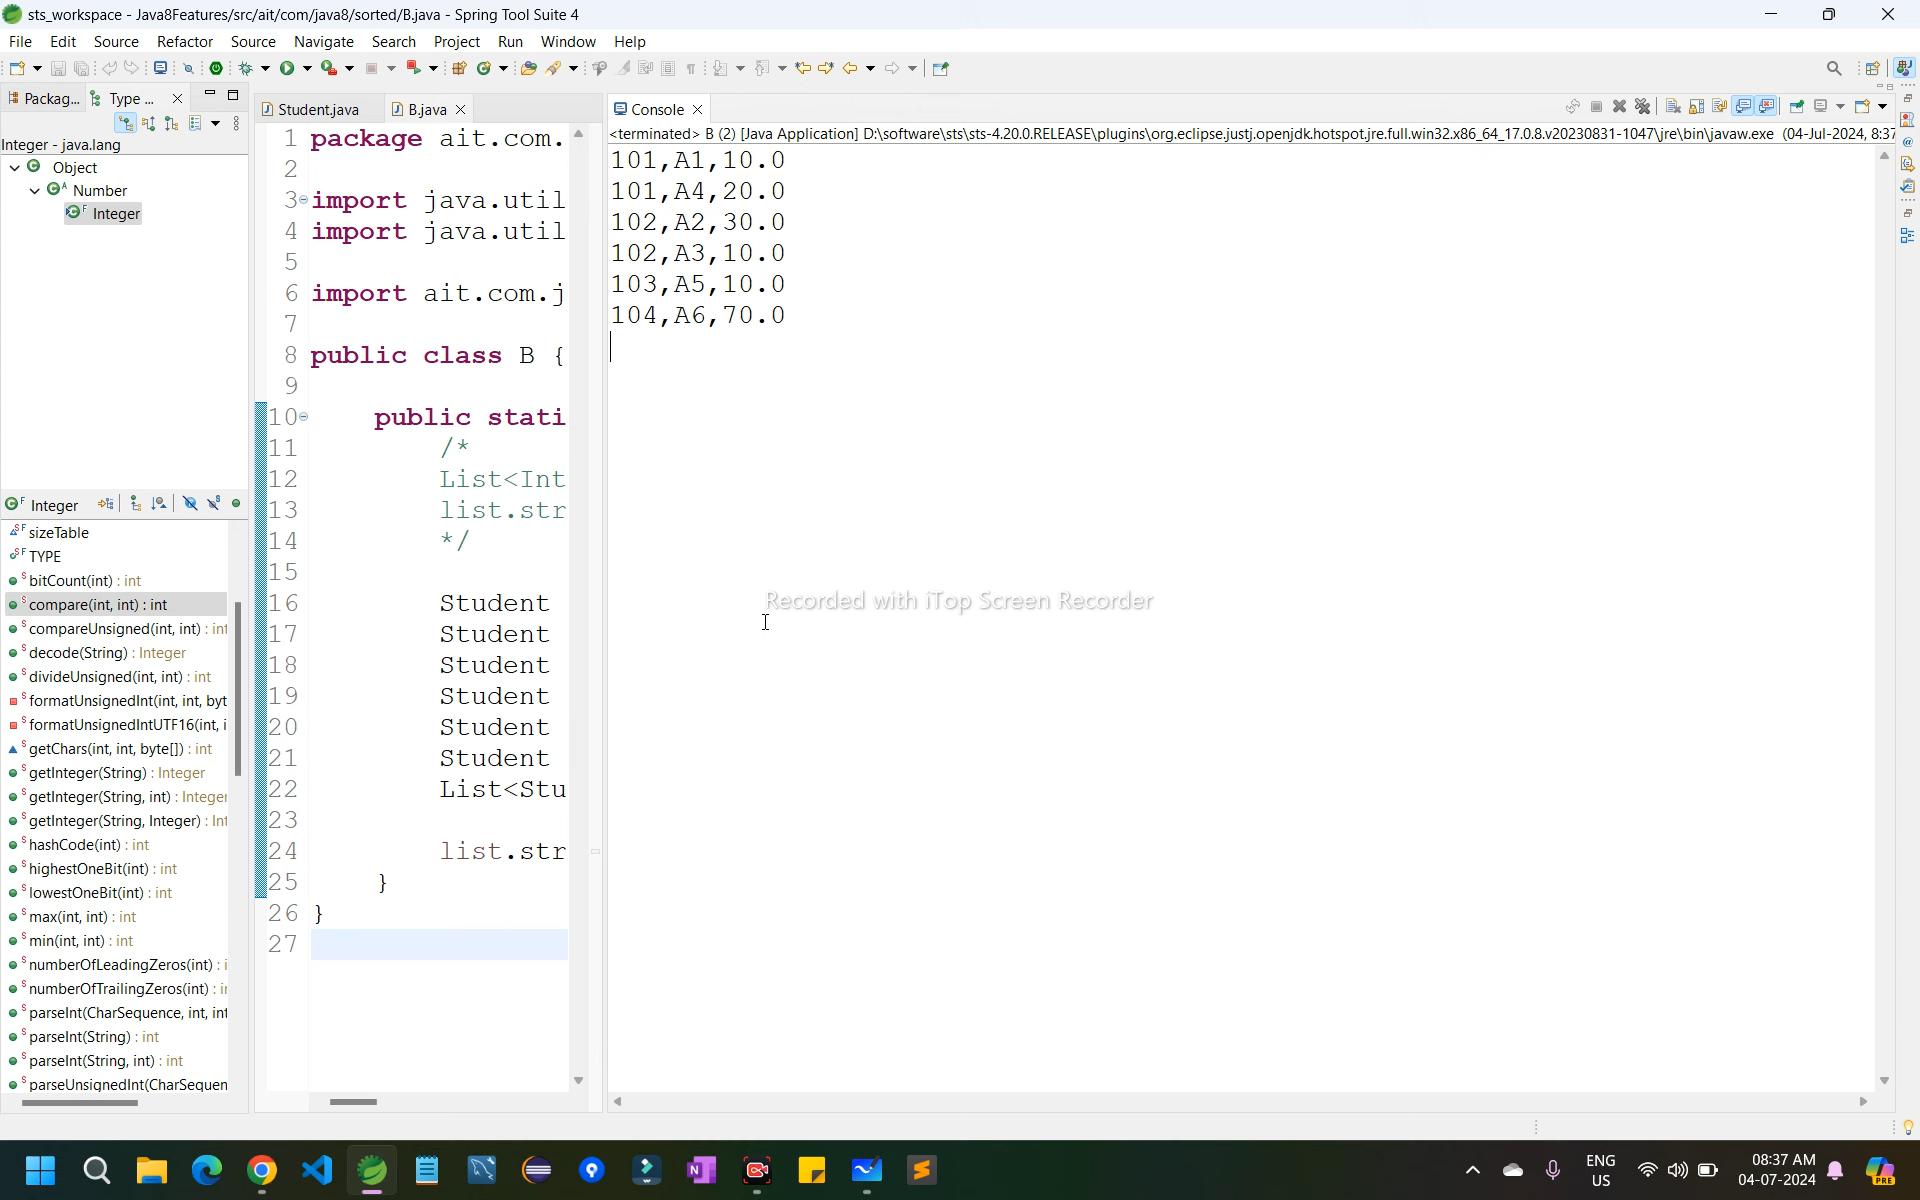 sts_workspace - Java8Features/src/ait/com/java8/sorted/B.java - Spring Tool Suite 4
File Edit Source Refactor Source Navigate Search Project Run Window Help
Packag... Type ...
Integer - java.lang
Object
Number
Integer
Integer
sizeTable
TYPE
bitCount(int) : int
compare(int, int) : int
compareUnsigned(int, int) : int
decode(String) : Integer
divideUnsigned(int, int) : int
formatUnsignedInt(int, int, byt
formatUnsignedIntUTF16(int, i
getChars(int, int, byte[]) : int
getInteger(String) : Integer
getInteger(String, int) : Integer
getInteger(String, Integer) : Int
hashCode(int) : int
highestOneBit(int) : int
lowestOneBit(int) : int
max(int, int) : int
min(int, int) : int
numberOfLeadingZeros(int) : i
numberOfTrailingZeros(int) : i
parseInt(CharSequence, int, int
parseInt(String) : int
parseInt(String, int) : int
parseUnsignedInt(CharSequen
Student.java B.java
1 package ait.com.
2
3 import java.util
4 import java.util
5
6 import ait.com.j
7
8 public class B {
9
10 public stati
11 /*
12 List<Int
13 list.str
14 */
15
16 Student
17 Student
18 Student
19 Student
20 Student
21 Student
22 List<Stu
23
24 list.str
25 }
26 }
27
Console
<terminated> B (2) [Java Application] D:\software\sts\sts-4.20.0.RELEASE\plugins\org.eclipse.justj.openjdk.hotspot.jre.full.win32.x86_64_17.0.8.v20230831-1047\jre\bin\javaw.exe (04-Jul-2024, 8:37
101,A1,10.0
101,A4,20.0
102,A2,30.0
102,A3,10.0
103,A5,10.0
104,A6,70.0
Recorded with iTop Screen Recorder
ENG
US
08:37 AM
04-07-2024
PRE